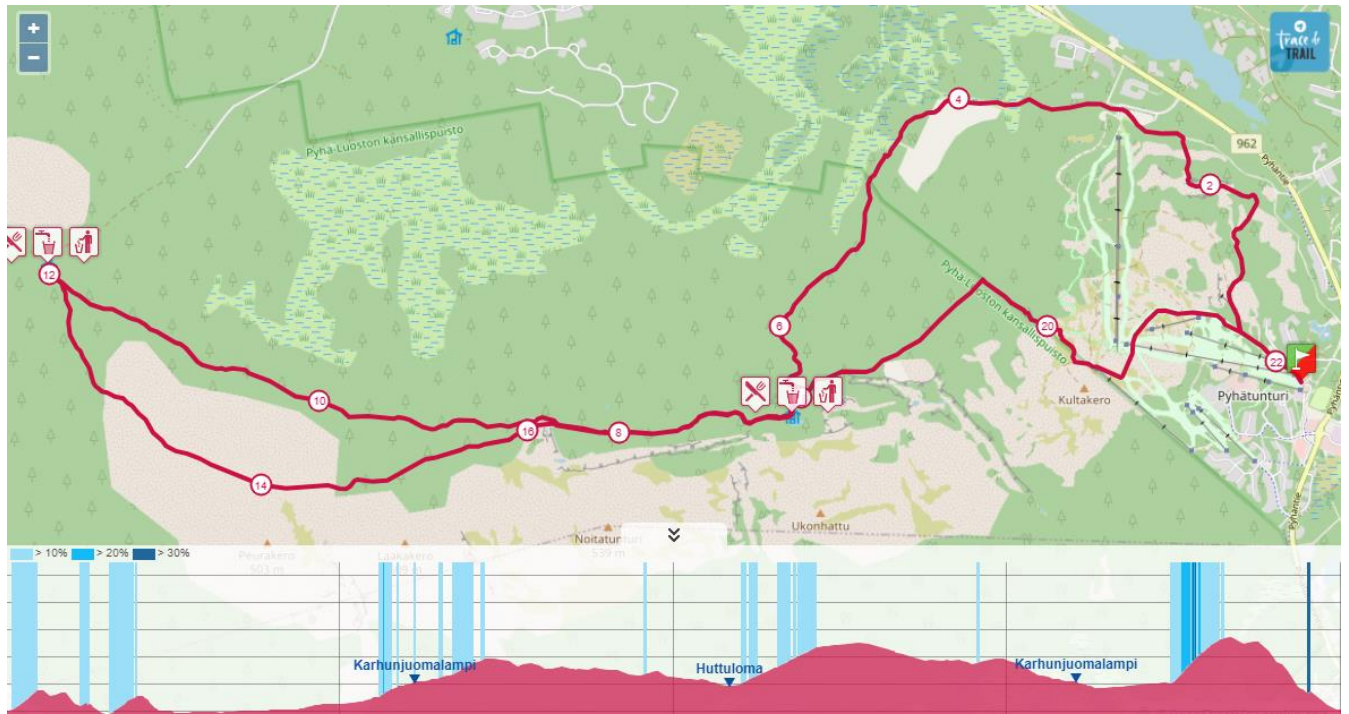 +
−
trace de
TRAIL
4
Pyhä-Luoston kansallispuisto
962
Pyhäntie
2
12
Pyhä-Luoston kansallispuisto
6
20
22
Pyhätunturi
Kultakero
10
16
8
14
Pyhäntie
Ukonhattu
Noitatunturi
539 m
Peurakero
503 m
Laakakero
Pyhäntie
> 10% > 20% > 30%
Karhunjuomalampi
Huttuloma
Karhunjuomalampi